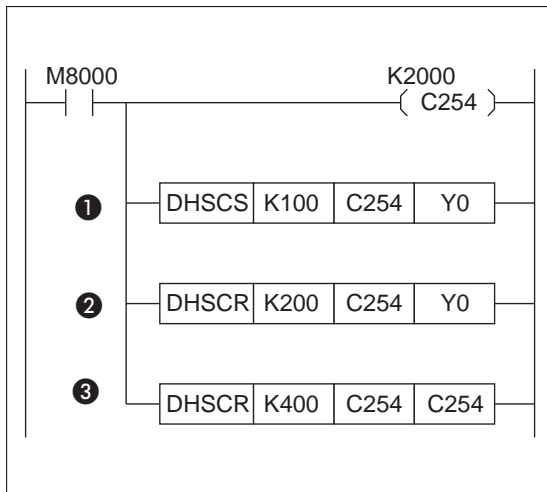 M8000 K2000
C254
❶ DHSCS K100 C254 Y0
❷ DHSCR K200 C254 Y0
❸ DHSCR K400 C254 C254